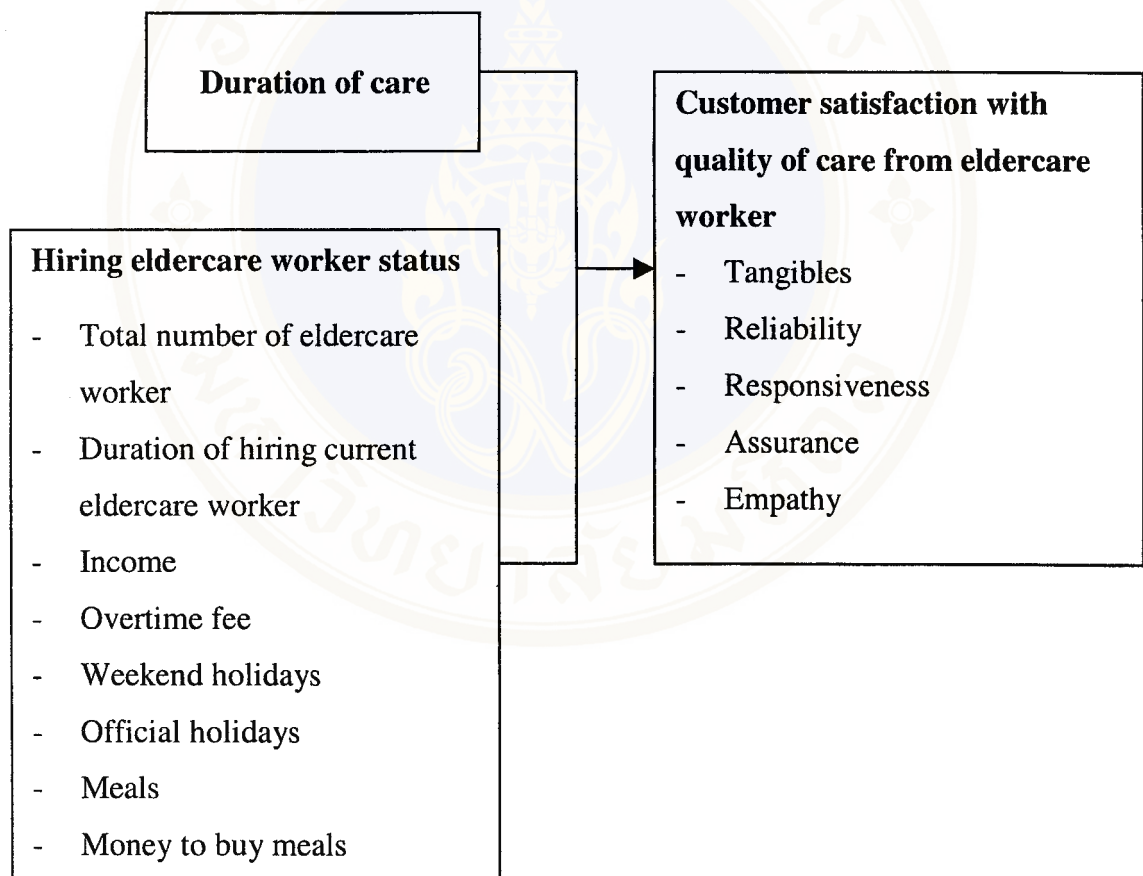 Duration of care
Customer satisfaction with
quality of care from eldercare
worker
- Tangibles
- Reliability
- Responsiveness
- Assurance
- Empathy
Hiring eldercare worker status
- Total number of eldercare
worker
- Duration of hiring current
eldercare worker
- Income
- Overtime fee
- Weekend holidays
- Official holidays
- Meals
- Money to buy meals